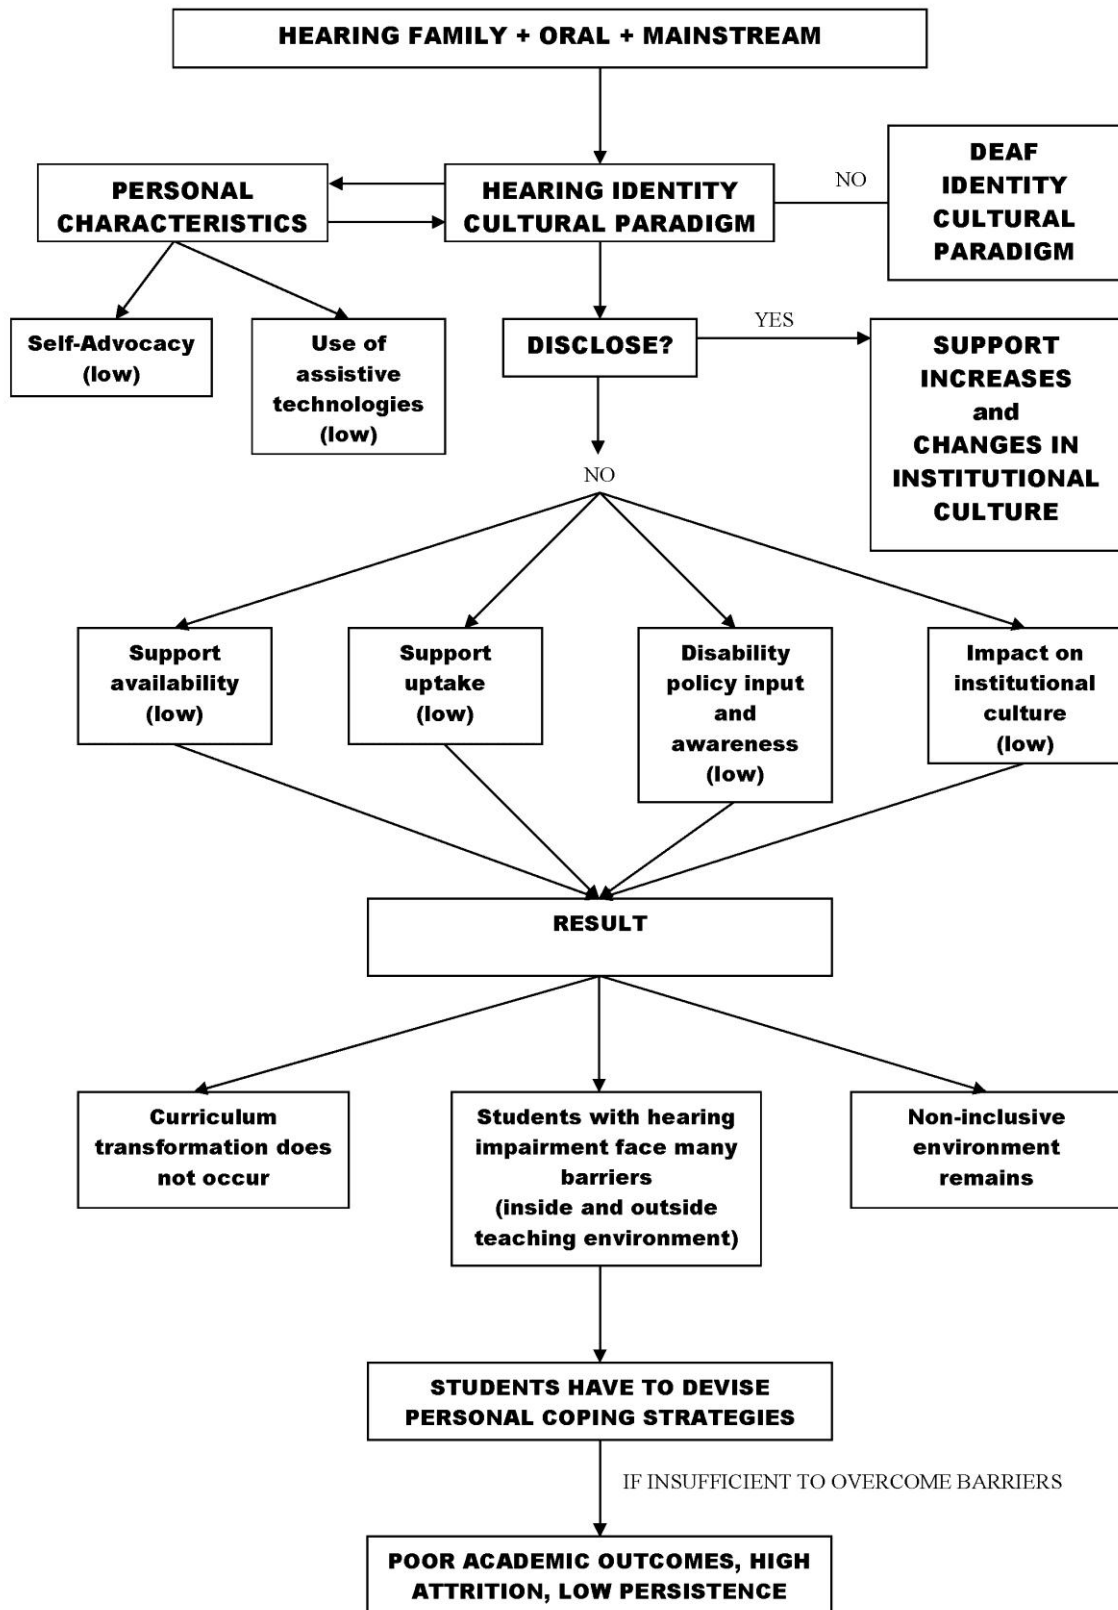 HEARING FAMILY + ORAL + MAINSTREAM
PERSONAL
CHARACTERISTICS
HEARING IDENTITY
CULTURAL PARADIGM
NO
DEAF
IDENTITY
CULTURAL
PARADIGM
Self-Advocacy
(low)
Use of
assistive
technologies
(low)
DISCLOSE?
YES
SUPPORT
INCREASES
and
CHANGES IN
INSTITUTIONAL
CULTURE
NO
Support
availability
(low)
Support
uptake
(low)
Disability
policy input
and
awareness
(low)
Impact on
institutional
culture
(low)
RESULT
Curriculum
transformation does
not occur
Students with hearing
impairment face many
barriers
(inside and outside
teaching environment)
Non-inclusive
environment
remains
STUDENTS HAVE TO DEVISE
PERSONAL COPING STRATEGIES
IF INSUFFICIENT TO OVERCOME BARRIERS
POOR ACADEMIC OUTCOMES, HIGH
ATTRITION, LOW PERSISTENCE